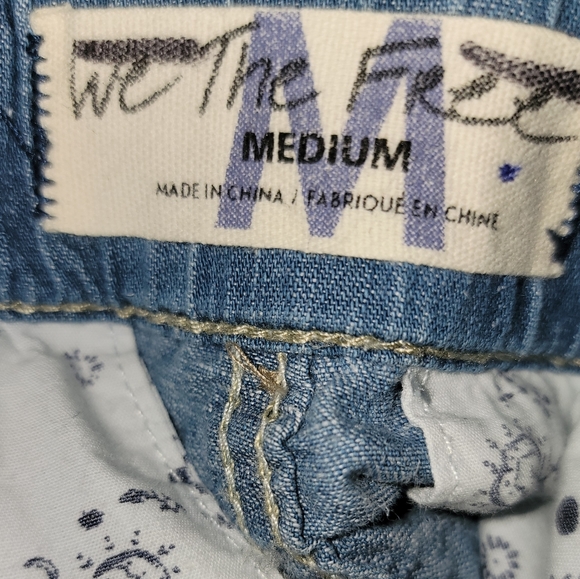 We The Free
M
MEDIUM
MADE IN CHINA / FABRIQUÉ EN CHINE